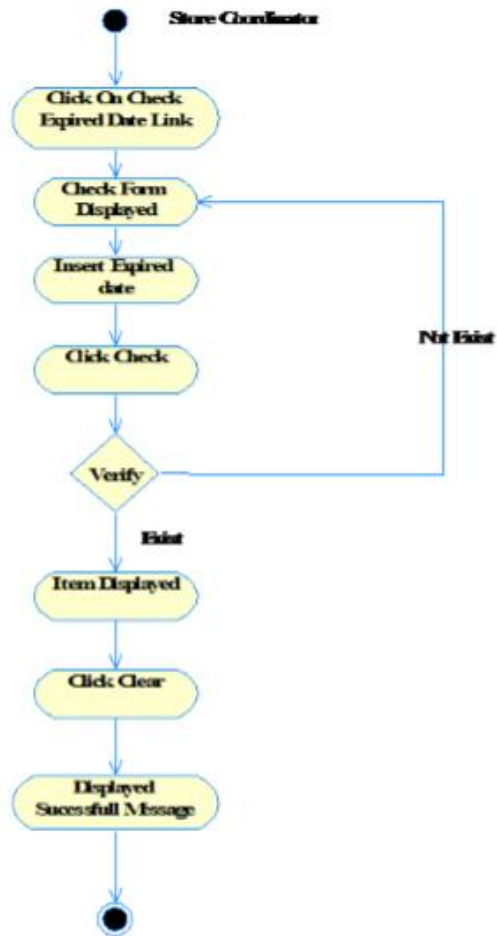 Store Coordinator
Click On Check
Expired Date Link
Check Form
Displayed
Insert Expired
date
Click Check
Not Exist
Verify
Exist
Item Displayed
Click Clear
Displayed
Sucessfull Message